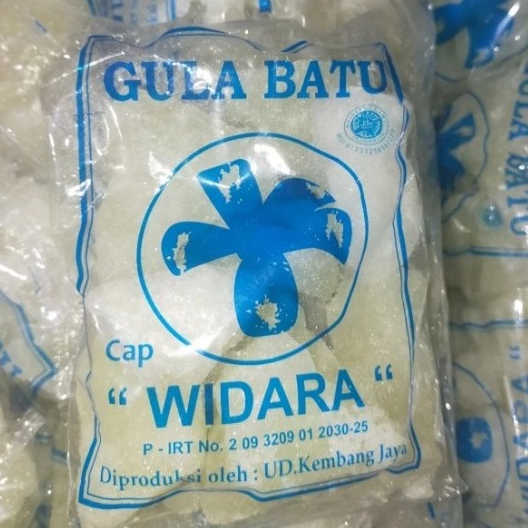 GULA BATU
Cap
“ WIDARA “
P - IRT No. 2 09 3209 01 2030-25
Diproduksi oleh : UD.Kembang Jaya